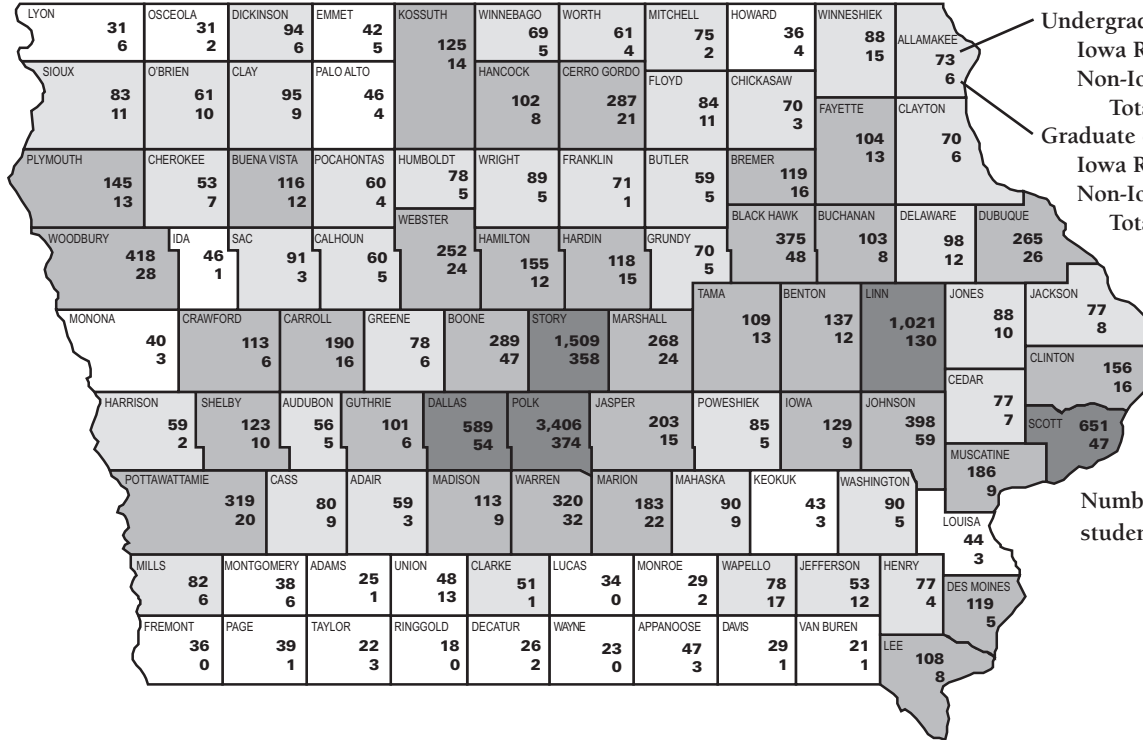 LYON
31
6
OSCEOLA
31
2
DICKINSON
94
6
EMMET
42
5
KOSSUTH
125
14
WINNEBAGO
69
5
WORTH
61
4
MITCHELL
75
2
HOWARD
36
4
WINNESHIEK
88
15
ALLAMAKEE
73
6
Undergrad
Iowa R
Non-Io
Tota
Graduate
Iowa R
Non-Io
Tota
SIOUX
83
11
O'BRIEN
61
10
CLAY
95
9
PALO ALTO
46
4
HANCOCK
102
8
CERRO GORDO
287
21
FLOYD
84
11
CHICKASAW
70
3
FAYETTE
104
13
CLAYTON
70
6
PLYMOUTH
145
13
CHEROKEE
53
7
BUENA VISTA
116
12
POCAHONTAS
60
4
HUMBOLDT
78
5
WRIGHT
89
5
FRANKLIN
71
1
BUTLER
59
5
BREMER
119
16
WOODBURY
418
28
IDA
46
1
SAC
91
3
CALHOUN
60
5
WEBSTER
252
24
HAMILTON
155
12
HARDIN
118
15
GRUNDY
70
5
BLACK HAWK
375
48
BUCHANAN
103
8
DELAWARE
98
12
DUBUQUE
265
26
MONONA
40
3
CRAWFORD
113
6
CARROLL
190
16
GREENE
78
6
BOONE
289
47
STORY
1,509
358
MARSHALL
268
24
TAMA
109
13
BENTON
137
12
LINN
1,021
130
JONES
88
10
JACKSON
77
8
CLINTON
156
16
HARRISON
59
2
SHELBY
123
10
AUDUBON
56
5
GUTHRIE
101
6
DALLAS
589
54
POLK
3,406
374
JASPER
203
15
POWESHIEK
85
5
IOWA
129
9
JOHNSON
398
59
CEDAR
77
7
SCOTT
651
47
MUSCATINE
186
9
POTTAWATTAMIE
319
20
CASS
80
9
ADAIR
59
3
MADISON
113
9
WARREN
320
32
MARION
183
22
MAHASKA
90
9
KEOKUK
43
3
WASHINGTON
90
5
LOUISA
44
3
Numb
studen
MILLS
82
6
MONTGOMERY
38
6
ADAMS
25
1
UNION
48
13
CLARKE
51
1
LUCAS
34
0
MONROE
29
2
WAPELLO
78
17
JEFFERSON
53
12
HENRY
77
4
DES MOINES
119
5
FREMONT
36
0
PAGE
39
1
TAYLOR
22
3
RINGGOLD
18
0
DECATUR
26
2
WAYNE
23
0
APPANOOSE
47
3
DAVIS
29
1
VAN BUREN
21
1
LEE
108
8